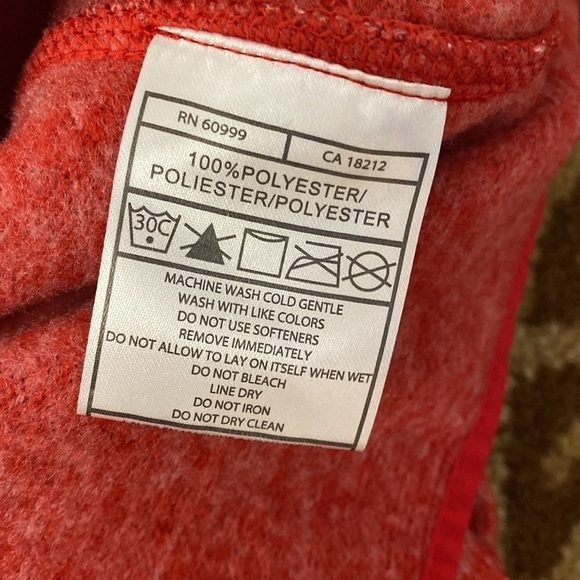 RN 60999
CA 18212
100%POLYESTER/
POLIESTER/POLYESTER
30C
MACHINE WASH COLD GENTLE
WASH WITH LIKE COLORS
DO NOT USE SOFTENERS
REMOVE IMMEDIATELY
DO NOT ALLOW TO LAY ON ITSELF WHEN WET
DO NOT BLEACH
LINE DRY
DO NOT IRON
DO NOT DRY CLEAN